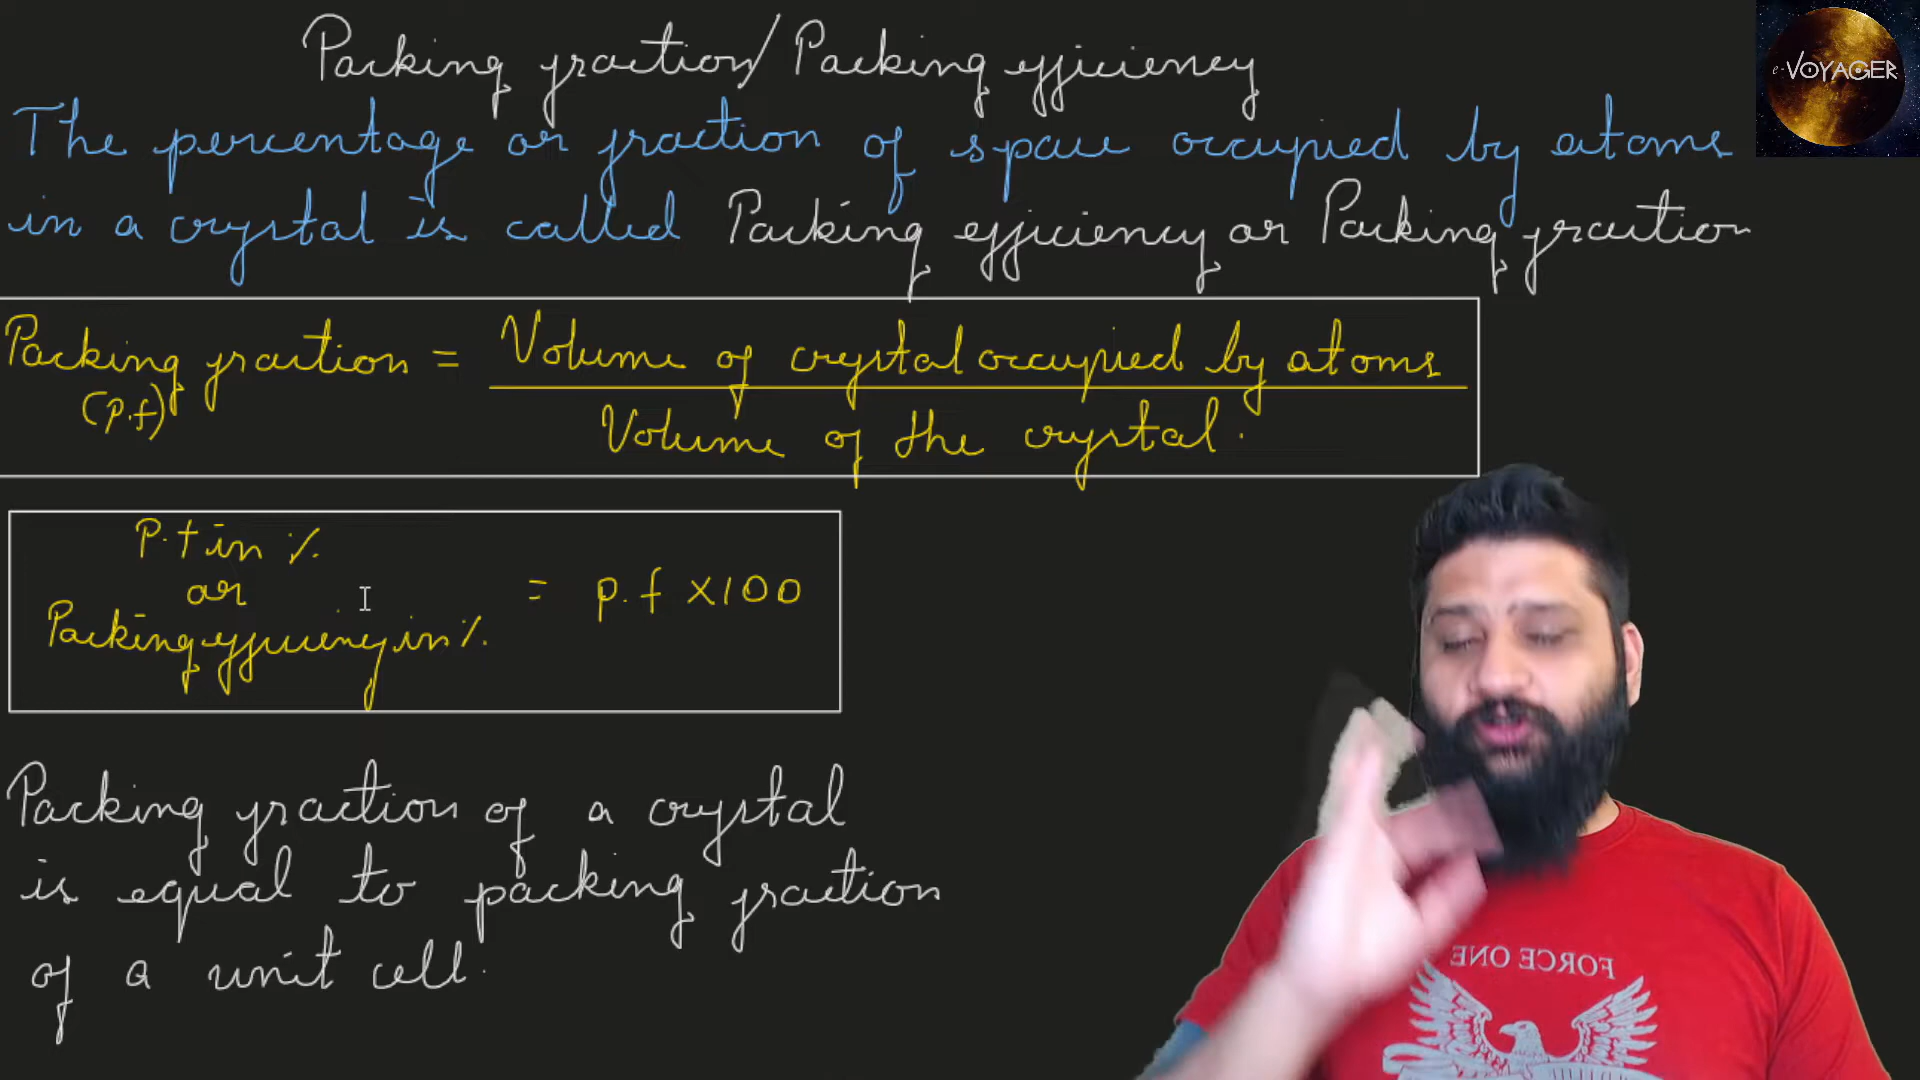 Packing fraction/Packing efficiency
e-VOYAGER
The percentage or fraction of space occupied by atoms
in a crystal is called Packing efficiency or Packing fraction
Packing fraction = Volume of crystal occupied by atoms
(p.f)
Volume of the crystal.
P.f in %
or
= p.f x100
Packing efficiency in %
Packing fraction of a crystal
is equal to packing fraction
of a unit cell.
FORCE ONE